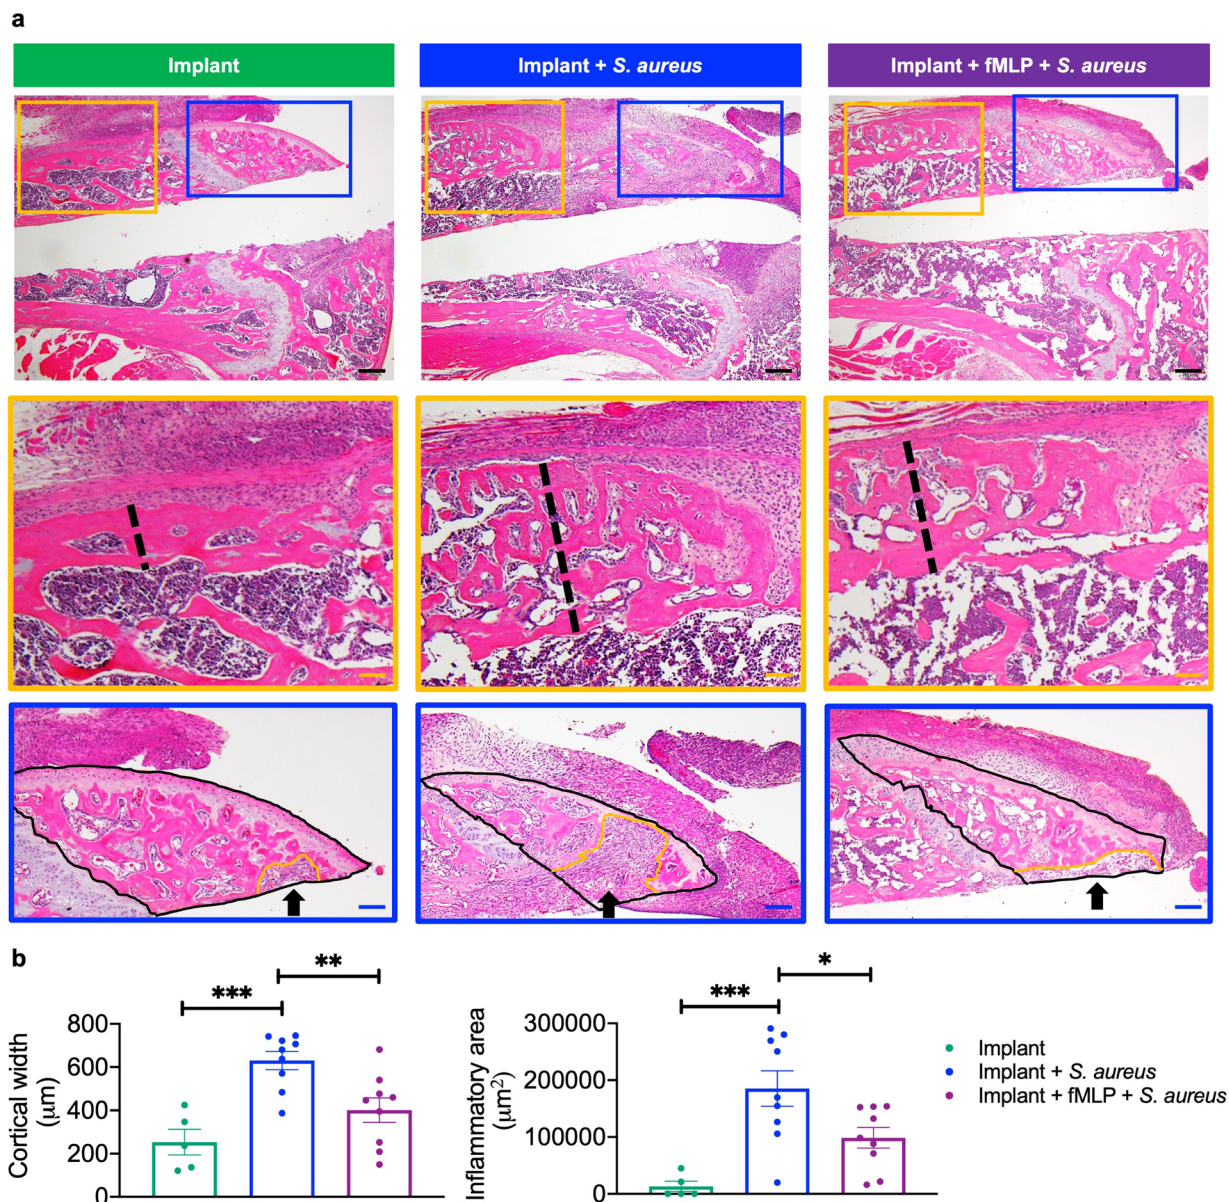 a
Implant
Implant + S. aureus
Implant + fMLP + S. aureus
b
***
**
Cortical width
(μm)
800
600
400
200
0
***
*
Inflammatory area
(μm²)
300000
200000
100000
0
Implant
Implant + S. aureus
Implant + fMLP + S. aureus